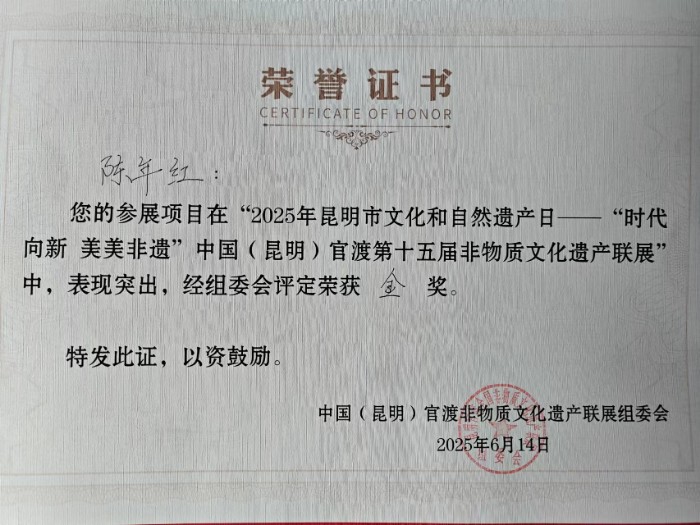 荣誉证书
CERTIFICATE OF HONOR
陈年红：
您的参展项目在“2025年昆明市文化和自然遗产日——“时代
向新 美美非遗”中国（昆明）官渡第十五届非物质文化遗产联展”
中，表现突出，经组委会评定荣获 金 奖。
特发此证，以资鼓励。
中国（昆明）官渡非物质文化遗产联展组委会
2025年6月14日